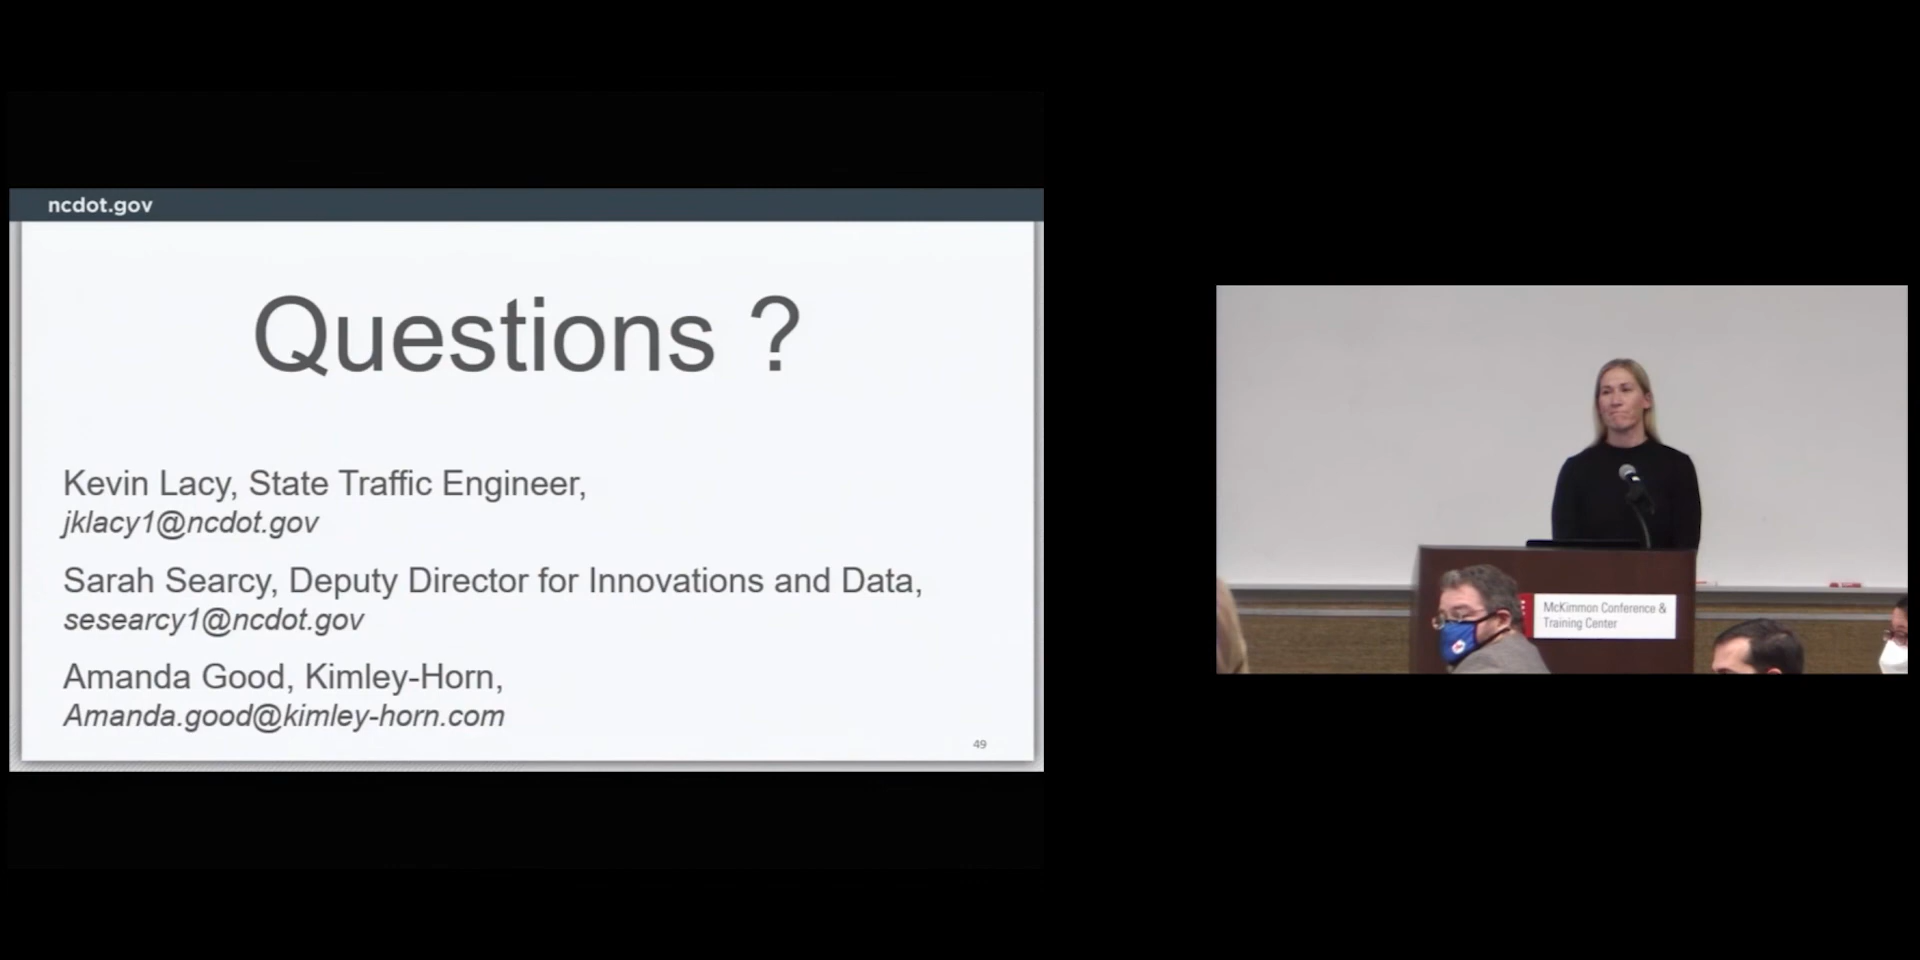 ncdot.gov
Questions ?
Kevin Lacy, State Traffic Engineer,
jklacy1@ncdot.gov
Sarah Searcy, Deputy Director for Innovations and Data,
sesearcy1@ncdot.gov
Amanda Good, Kimley-Horn,
Amanda.good@kimley-horn.com
49
McKimmon Conference &
Training Center